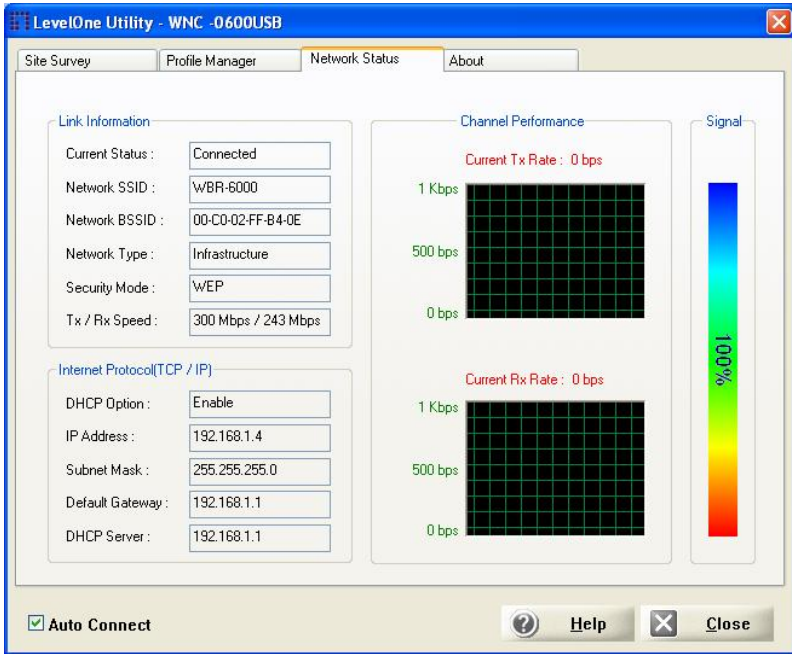 LevelOne Utility - WNC -0600USB
Site Survey
Profile Manager
Network Status
About
Link Information
Current Status : Connected
Network SSID : WBR-6000
Network BSSID : 00-C0-02-FF-B4-0E
Network Type : Infrastructure
Security Mode : WEP
Tx / Rx Speed : 300 Mbps / 243 Mbps
Internet Protocol(TCP / IP)
DHCP Option : Enable
IP Address : 192.168.1.4
Subnet Mask : 255.255.255.0
Default Gateway : 192.168.1.1
DHCP Server : 192.168.1.1
Channel Performance
Current Tx Rate : 0 bps
1 Kbps
500 bps
0 bps
Current Rx Rate : 0 bps
1 Kbps
500 bps
0 bps
Signal
100%
Auto Connect
Help
Close